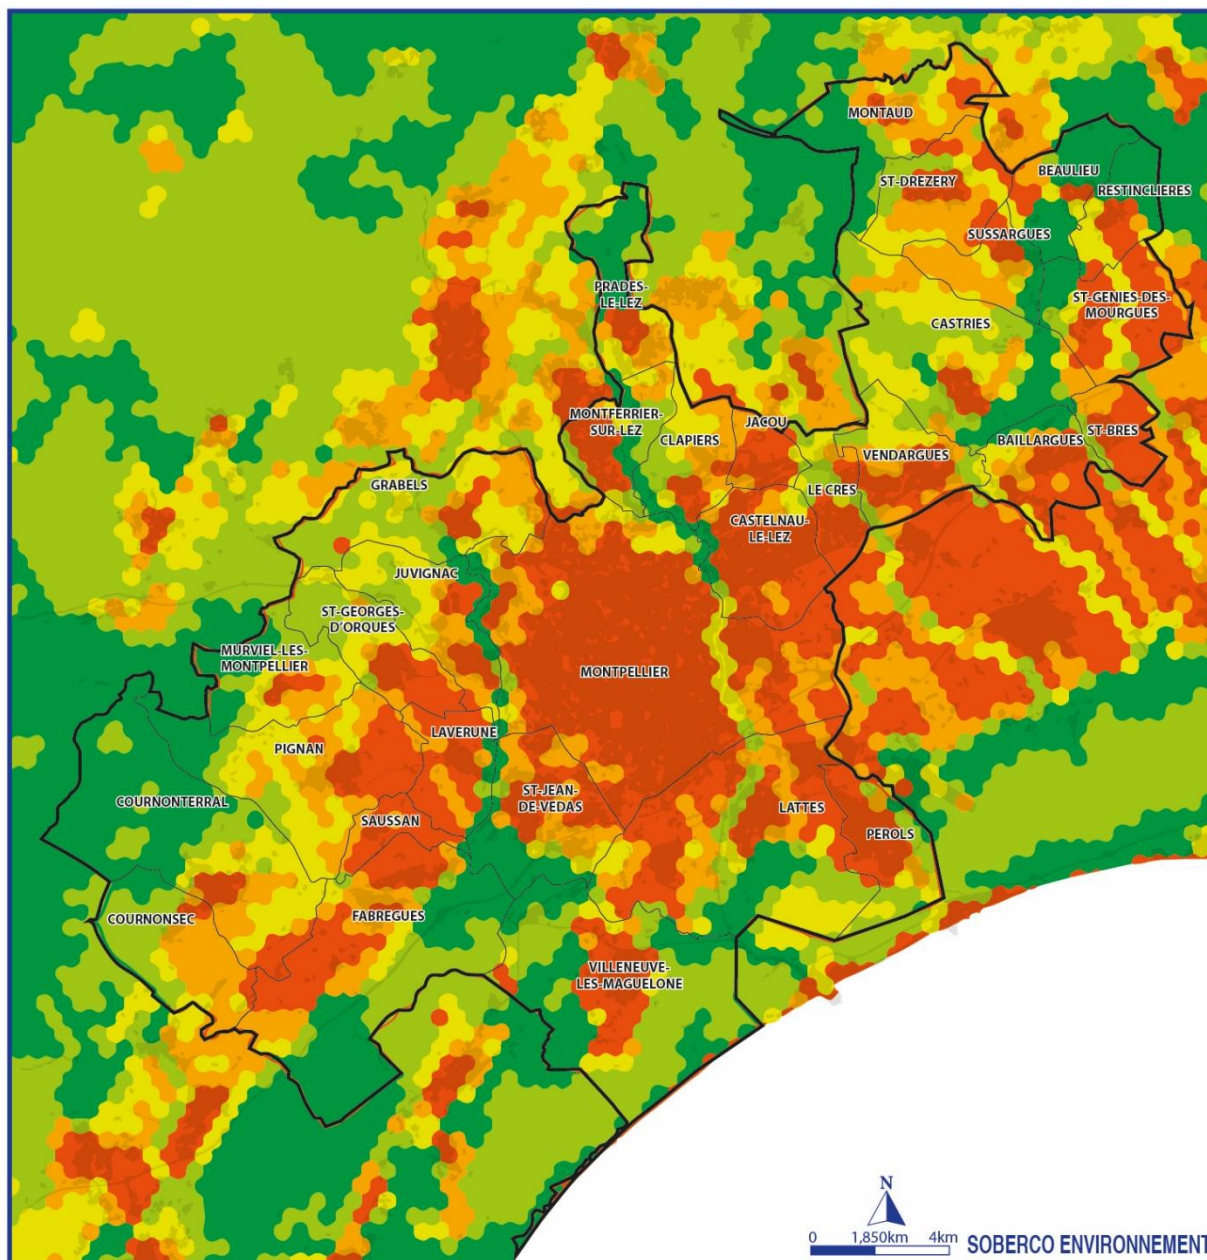 MONTAUD
BEAULIEU
ST-DREZERY
RESTINCLIERES
SUSSARGUES
PRADES-
LE-LEZ
ST-GENIES-DES-
MOURGUES
CASTRIES
MONTFERRIER-
SUR-LEZ
JACOU
CLAPIERS
BAILLARGUES
ST-BRES
VENDARGUES
GRABELS
LE CRES
CASTELNAU-
LE-LEZ
JUVIGNAC
ST-GEORGES-
D'ORQUES
MURVIEL-LES-
MONTPELLIER
MONTPELLIER
LAVERUNE
PIGNAN
COURNONTERRAL
ST-JEAN-
DE-VEDAS
LATTES
SAUSSAN
PEROLS
COURNONSEC
FABREGUES
VILLENEUVE-
LES-MAGUELONE
N
0 1,850km 4km
SOBERCO ENVIRONNEMENT